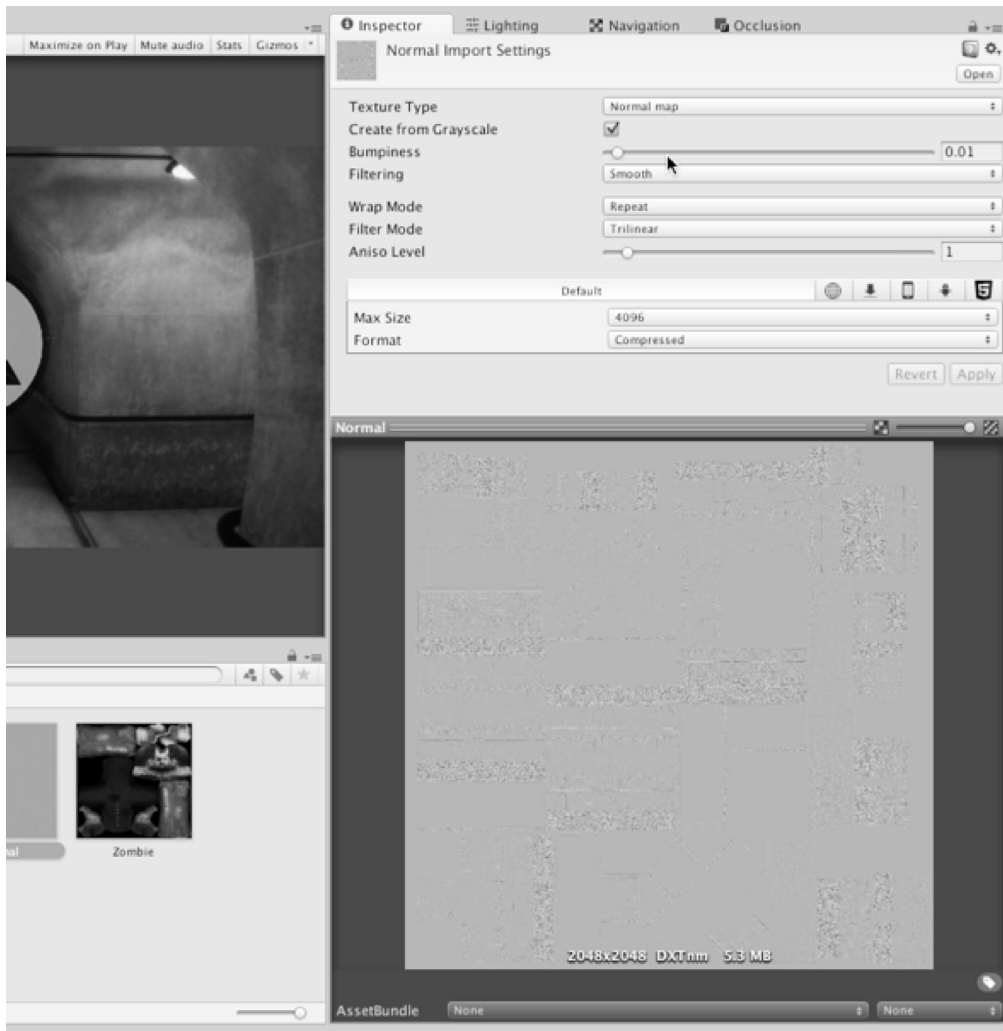 Inspector Lighting Navigation Occlusion
Maximize on Play Mute audio Stats Gizmos
Normal Import Settings
Open
Texture Type Normal map
Create from Grayscale
Bumpiness 0.01
Filtering Smooth
Wrap Mode Repeat
Filter Mode Trilinear
Aniso Level 1
Default
Max Size 4096
Format Compressed
Revert Apply
Normal
Zombie
2048x2048 DXTnm 5.3 MB
AssetBundle None None